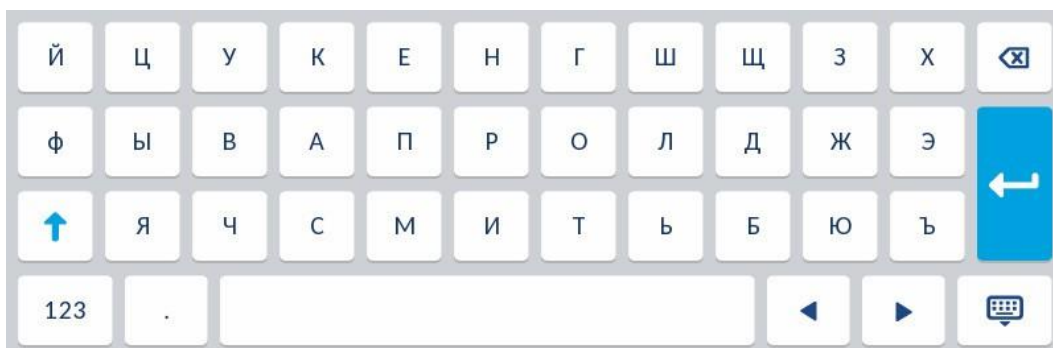 Й Ц У К Е Н Г Ш Щ З Х
ф Ы В А П Р О Л Д Ж Э
Я Ч С М И Т Ь Б Ю Ъ
123 .